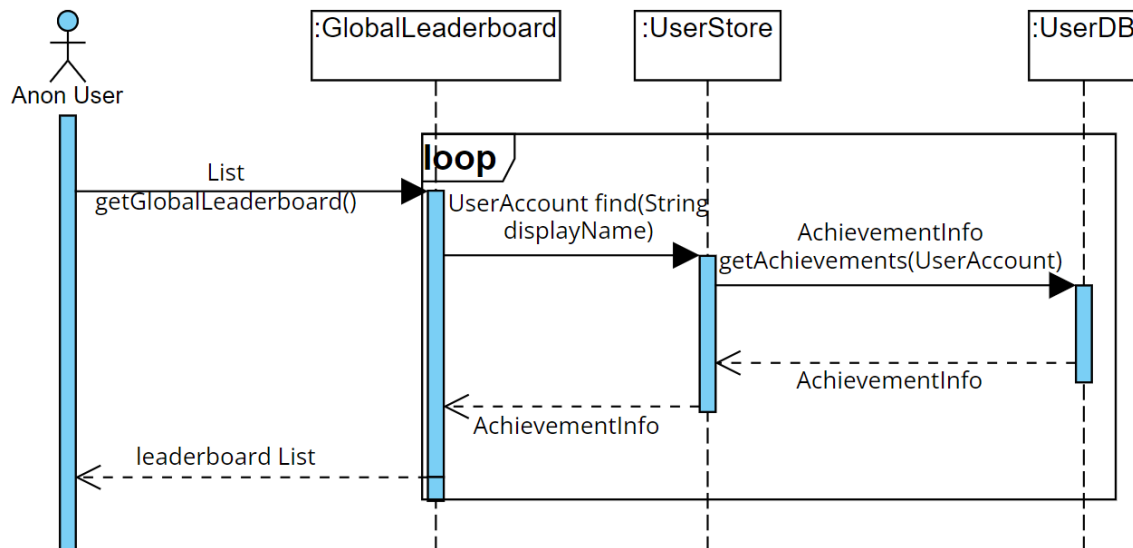 :GlobalLeaderboard
:UserStore
:UserDB
Anon User
loop
List
getGlobalLeaderboard()
UserAccount find(String
displayName)
AchievementInfo
getAchievements(UserAccount)
AchievementInfo
AchievementInfo
leaderboard List